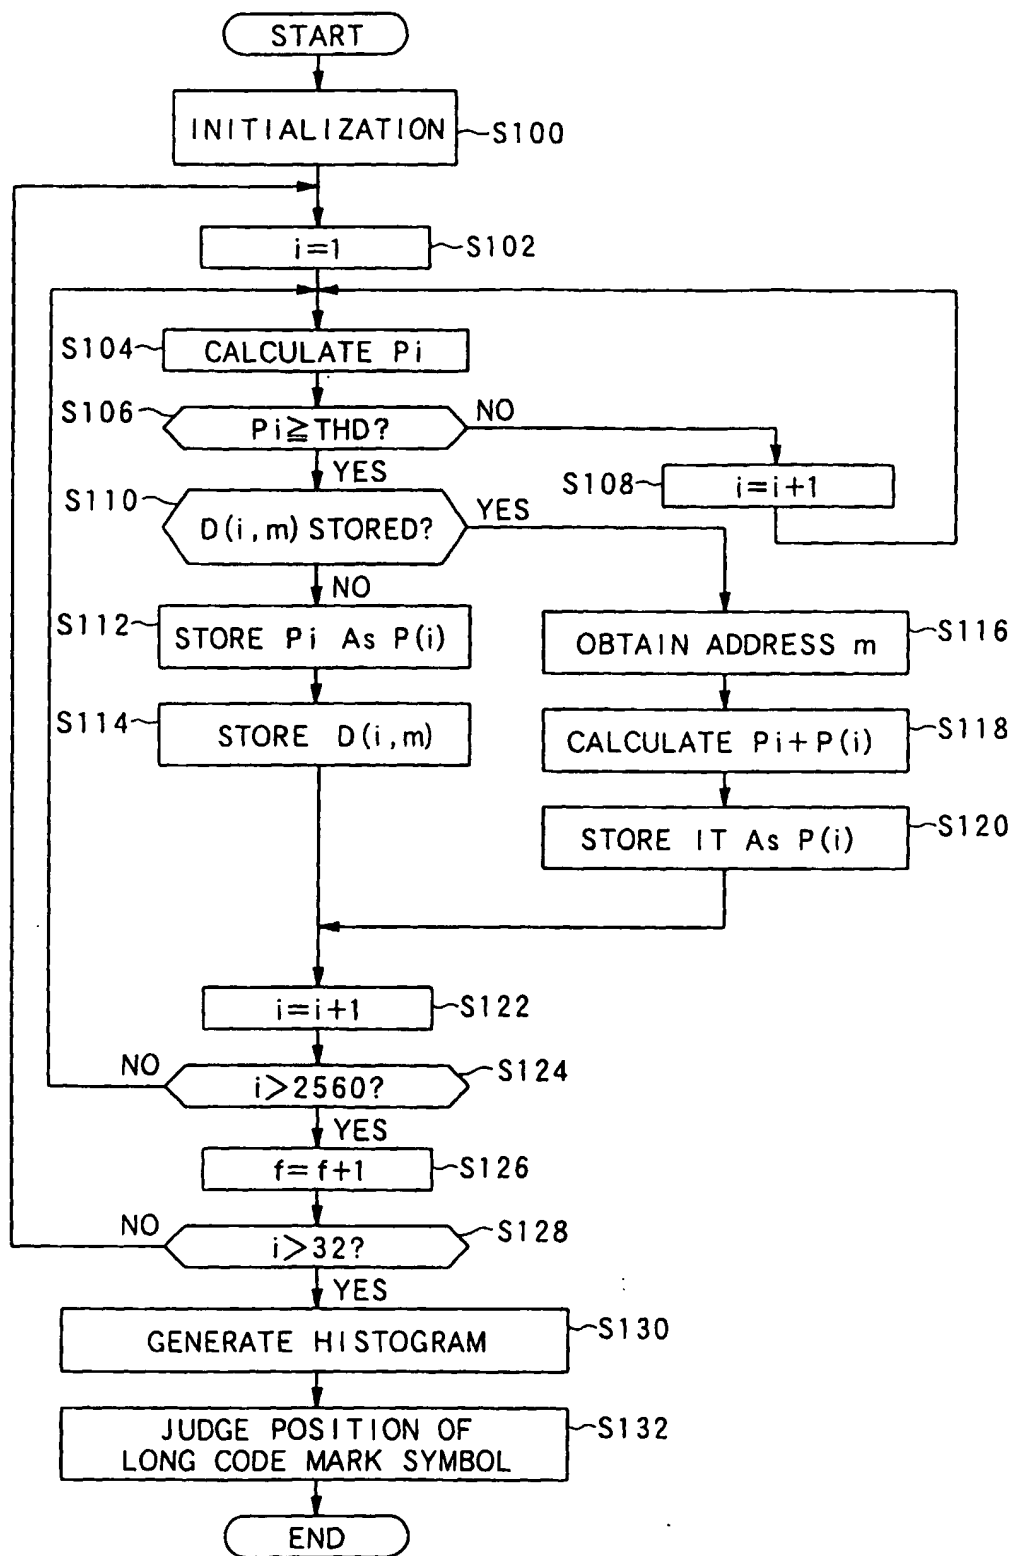 START
INITIALIZATION
S100
i=1
S102
S104
CALCULATE Pi
S106
Pi≧THD?
NO
YES
S108
i=i+1
S110
D(i,m) STORED?
YES
NO
S112
STORE Pi As P(i)
S114
STORE D(i,m)
OBTAIN ADDRESS m
S116
CALCULATE Pi+P(i)
S118
STORE IT As P(i)
S120
i=i+1
S122
NO
i>2560?
S124
YES
f=f+1
S126
NO
i>32?
S128
YES
GENERATE HISTOGRAM
S130
JUDGE POSITION OF
LONG CODE MARK SYMBOL
S132
END